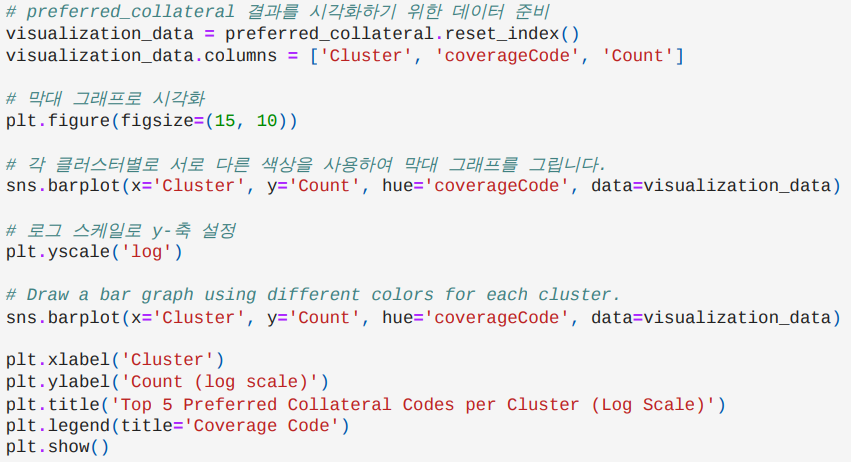 # preferred_collateral 결과를 시각화하기 위한 데이터 준비
visualization_data = preferred_collateral.reset_index()
visualization_data.columns = ['Cluster', 'coverageCode', 'Count']
# 막대 그래프로 시각화
plt.figure(figsize=(15, 10))
# 각 클러스터별로 서로 다른 색상을 사용하여 막대 그래프를 그립니다.
sns.barplot(x='Cluster', y='Count', hue='coverageCode', data=visualization_data)
# 로그 스케일로 y-축 설정
plt.yscale('log')
# Draw a bar graph using different colors for each cluster.
sns.barplot(x='Cluster', y='Count', hue='coverageCode', data=visualization_data)
plt.xlabel('Cluster')
plt.ylabel('Count (log scale)')
plt.title('Top 5 Preferred Collateral Codes per Cluster (Log Scale)')
plt.legend(title='Coverage Code')
plt.show()